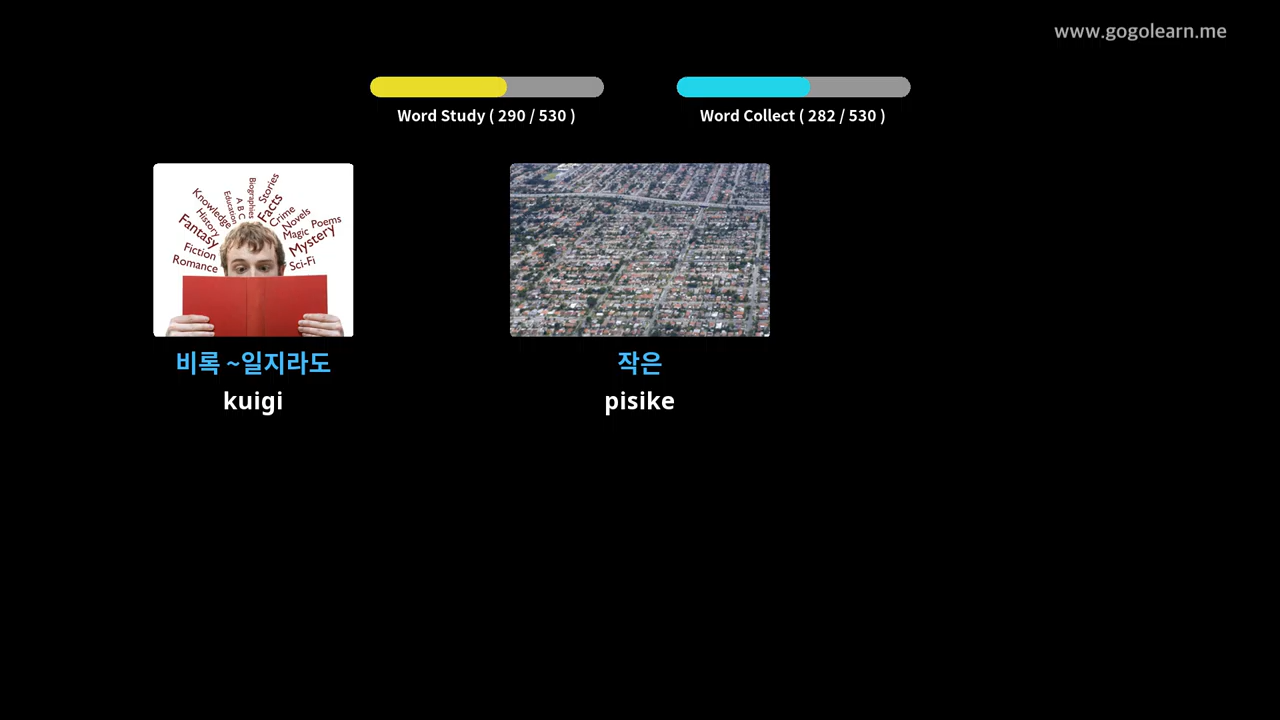 www.gogolearn.me
Word Study ( 290 / 530 )
Word Collect ( 282 / 530 )
Stories
Biographies
Facts
Knowledge
Education
A B C
Crime
History
Novels
Fantasy
Magic
Poems
Mystery
Fiction
Romance
Sci-Fi
비록 ~일지라도
kuigi
작은
pisike